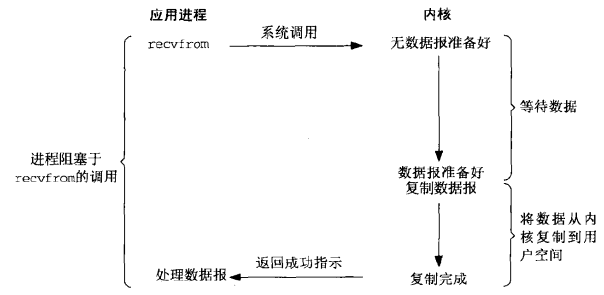 应用进程
内核
recvfrom
系统调用
无数据报准备好
等待数据
进程阻塞于
recvfrom的调用
数据报准备好
复制数据报
将数据从内
核复制到用
户空间
处理数据报
返回成功指示
复制完成